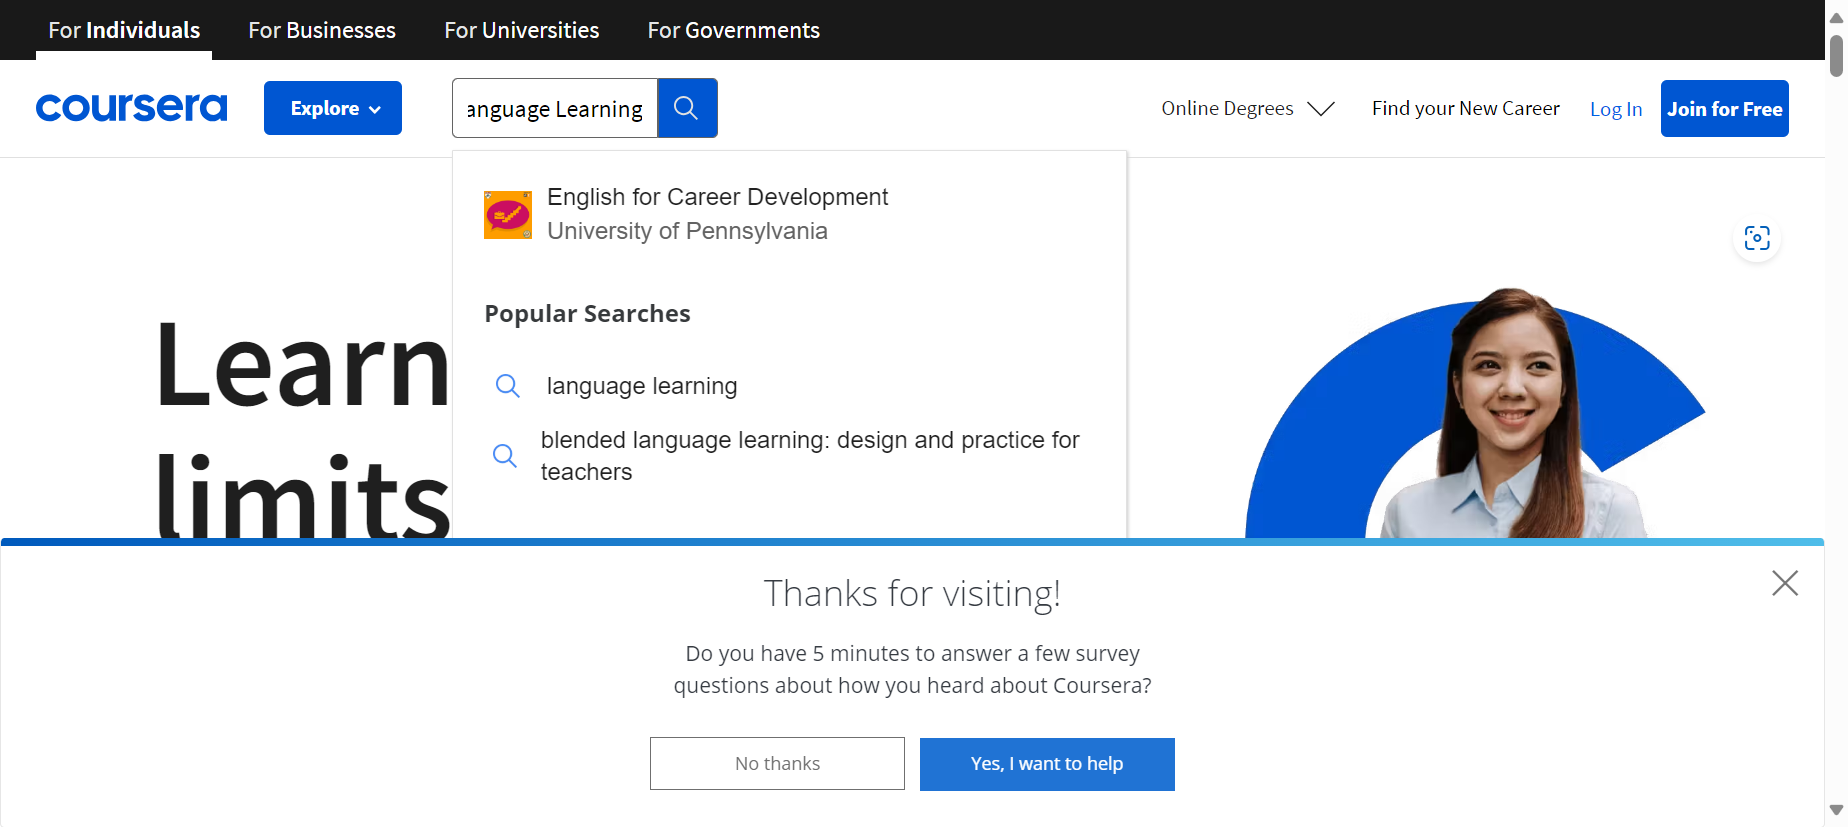 For Individuals
For Businesses
For Universities
For Governments
coursera
Explore
anguage Learning
Online Degrees
Find your New Career
Log In
Join for Free
English for Career Development
University of Pennsylvania
Popular Searches
language learning
blended language learning: design and practice for
teachers
Learn
limits
Thanks for visiting!
Do you have 5 minutes to answer a few survey
questions about how you heard about Coursera?
No thanks
Yes, I want to help